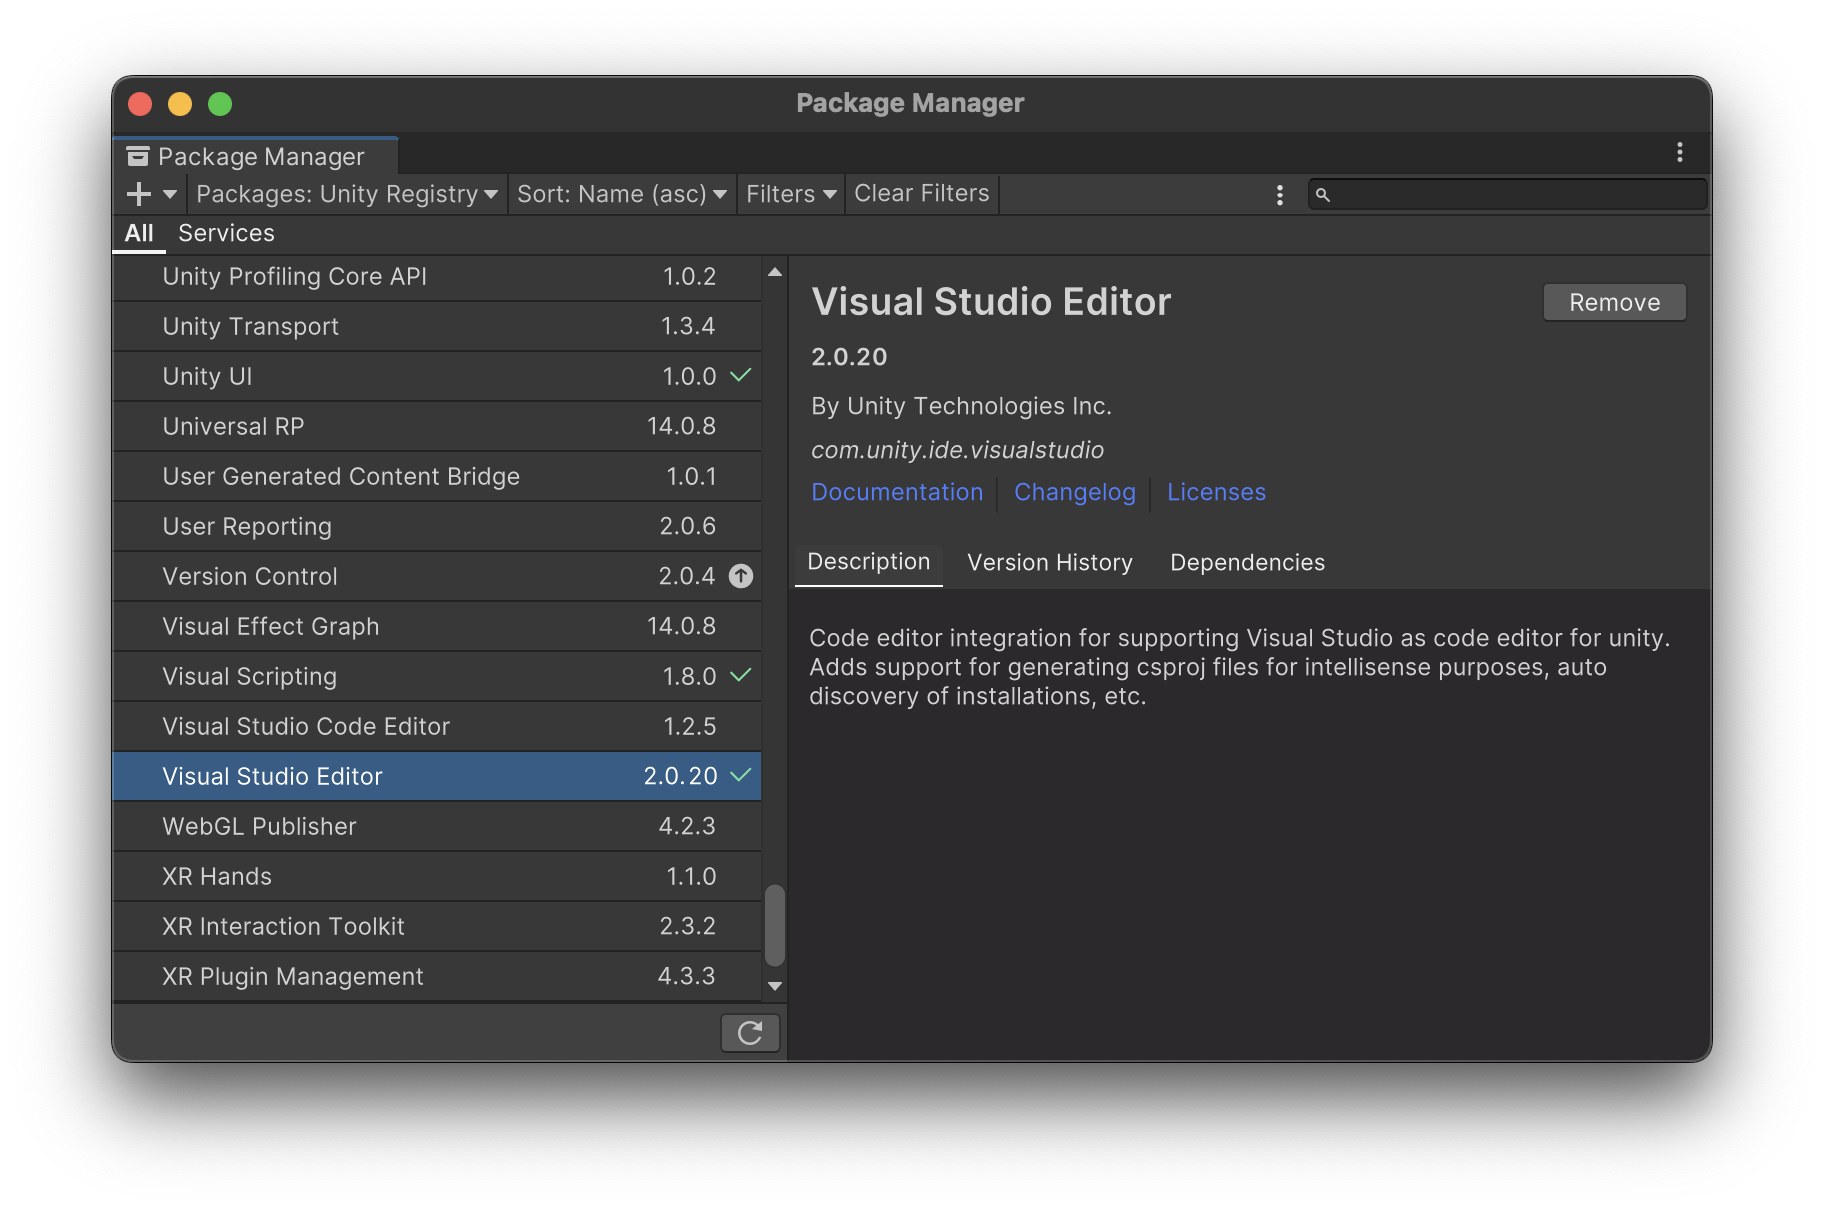 Package Manager
Package Manager
Packages: Unity Registry Sort: Name (asc) Filters Clear Filters
All Services
Unity Profiling Core API 1.0.2
Unity Transport 1.3.4
Unity UI 1.0.0
Universal RP 14.0.8
User Generated Content Bridge 1.0.1
User Reporting 2.0.6
Version Control 2.0.4
Visual Effect Graph 14.0.8
Visual Scripting 1.8.0
Visual Studio Code Editor 1.2.5
Visual Studio Editor 2.0.20
WebGL Publisher 4.2.3
XR Hands 1.1.0
XR Interaction Toolkit 2.3.2
XR Plugin Management 4.3.3
Visual Studio Editor Remove
2.0.20
By Unity Technologies Inc.
com.unity.ide.visualstudio
Documentation Changelog Licenses
Description Version History Dependencies
Code editor integration for supporting Visual Studio as code editor for unity.
Adds support for generating csproj files for intellisense purposes, auto
discovery of installations, etc.